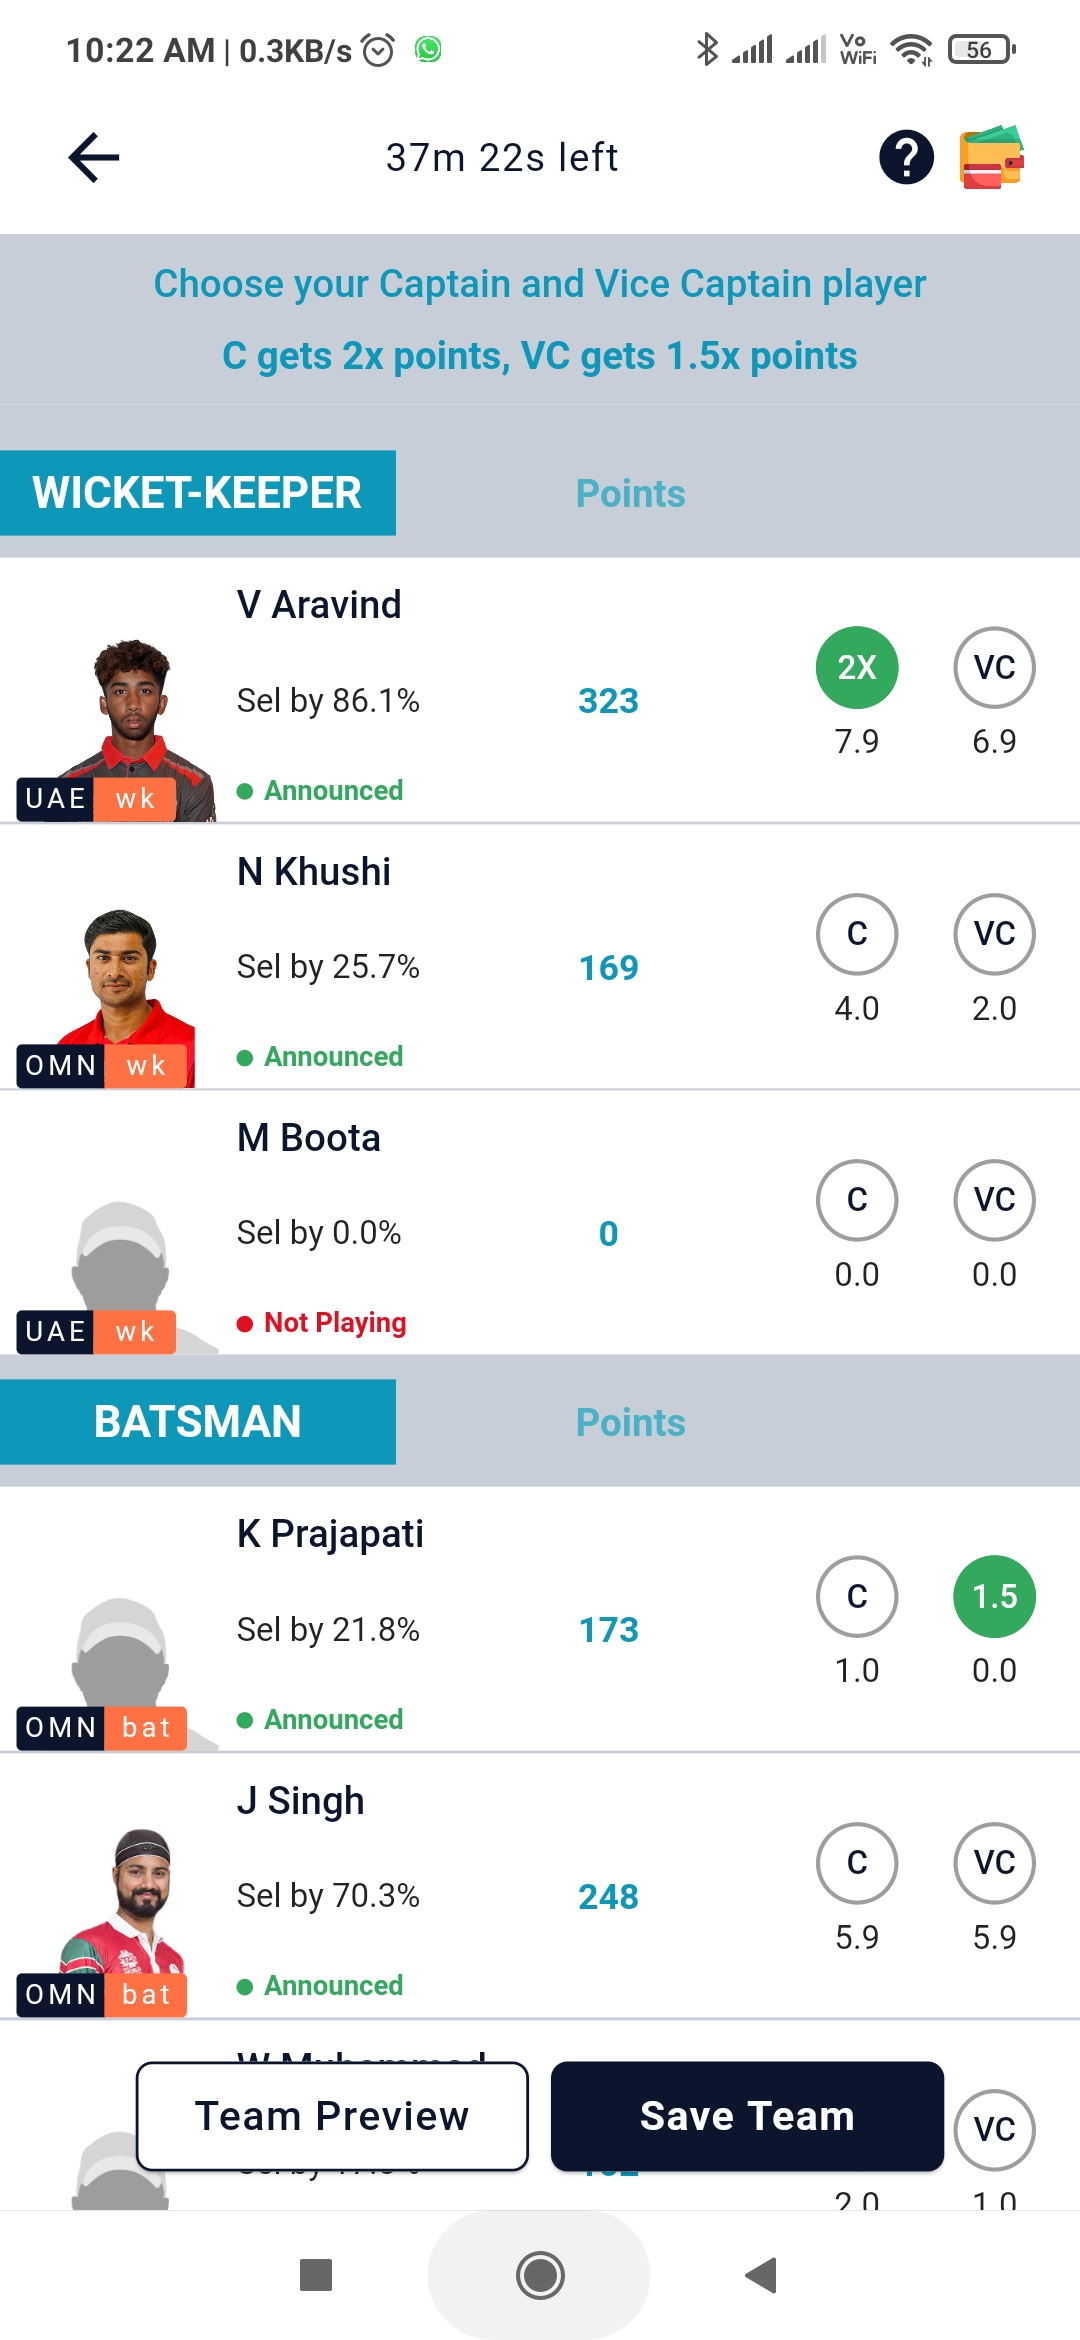 10:22 AM | 0.3KB/s
Vo WiFi
56
37m 22s left
?
Choose your Captain and Vice Captain player
C gets 2x points, VC gets 1.5x points
WICKET-KEEPER Points
V Aravind
Sel by 86.1% 323 2X VC
7.9 6.9
UAE wk Announced
N Khushi
Sel by 25.7% 169 C VC
4.0 2.0
OMN wk Announced
M Boota
Sel by 0.0% 0 C VC
0.0 0.0
UAE wk Not Playing
BATSMAN Points
K Prajapati
Sel by 21.8% 173 C 1.5
1.0 0.0
OMN bat Announced
J Singh
Sel by 70.3% 248 C VC
5.9 5.9
OMN bat Announced
Team Preview Save Team VC
2.0 1.0